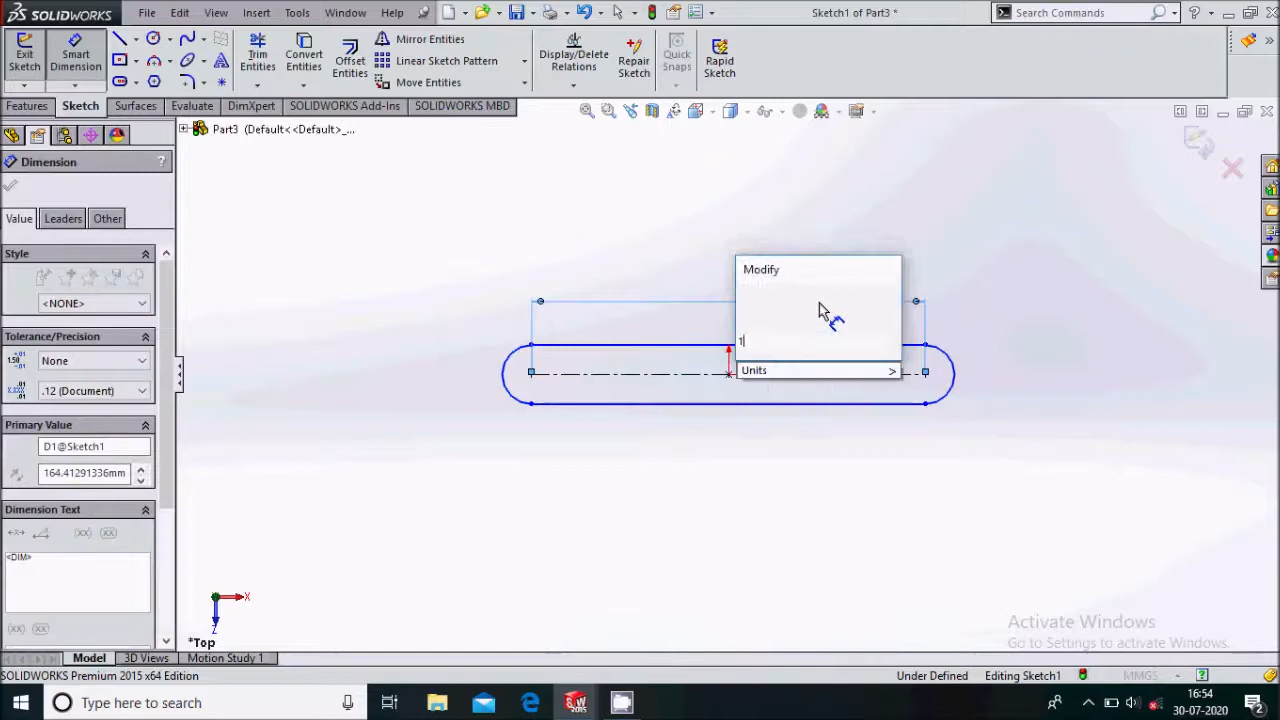 SOLIDWORKS File Edit View Insert Tools Window Help Sketch1 of Part3 * Search Commands
Exit Sketch Smart Dimension Trim Entities Convert Entities Offset Entities Mirror Entities Linear Sketch Pattern Move Entities Display/Delete Relations Repair Sketch Quick Snaps Rapid Sketch
Features Sketch Surfaces Evaluate DimXpert SOLIDWORKS Add-Ins SOLIDWORKS MBD
Part3 (Default<<Default>_...
Dimension ?
Value Leaders Other
Style
<NONE>
Tolerance/Precision
None
.12 (Document)
Primary Value
D1@Sketch1
164.41291336mm
Dimension Text
<DIM>
Modify
1
Units >
X
Z
*Top
Activate Windows
Go to Settings to activate Windows.
Model 3D Views Motion Study 1
SOLIDWORKS Premium 2015 x64 Edition Under Defined Editing Sketch1 MMGS
Type here to search
16:54
30-07-2020
2